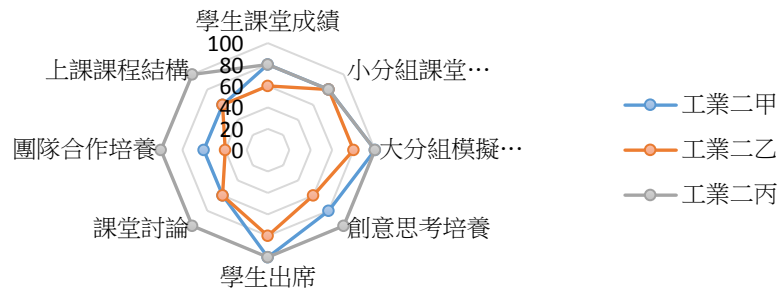 學生課堂成績
小分組課堂…
大分組模擬…
創意思考培養
學生出席
課堂討論
團隊合作培養
上課課程結構
100
80
60
40
20
0
工業二甲
工業二乙
工業二丙